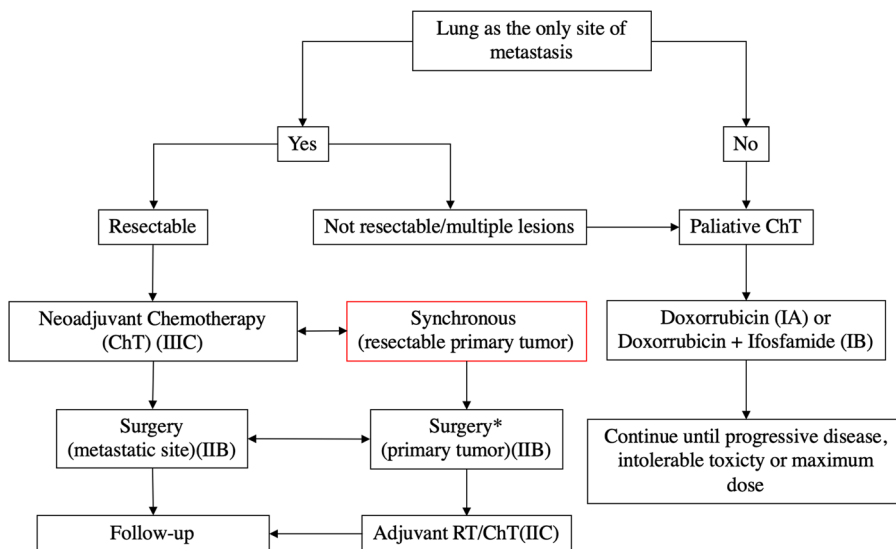 Lung as the only site of
metastasis
Yes
No
Resectable
Not resectable/multiple lesions
Paliative ChT
Neoadjuvant Chemotherapy
(ChT) (IIIC)
Synchronous
(resectable primary tumor)
Doxorrubicin (IA) or
Doxorrubicin + Ifosfamide (IB)
Surgery
(metastatic site)(IIB)
Surgery*
(primary tumor)(IIB)
Continue until progressive disease,
intolerable toxicty or maximum
dose
Follow-up
Adjuvant RT/ChT(IIC)